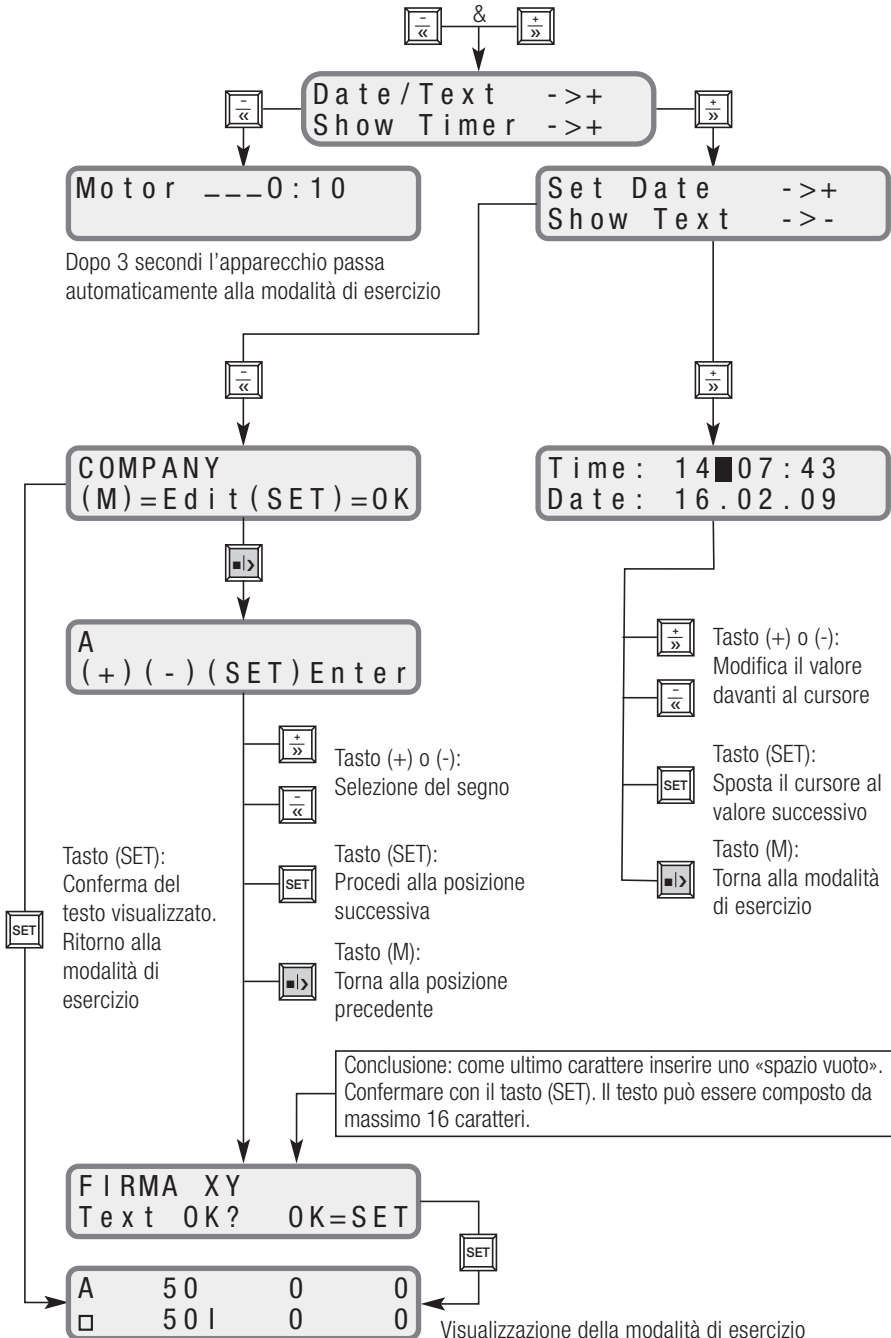 - « & + »
Date/Text ->+
Show Timer ->+
- «
+ »
Motor ___0:10
Set Date ->+
Show Text ->-
Dopo 3 secondi l'apparecchio passa
automaticamente alla modalità di esercizio
- «
+ »
COMPANY
(M)=Edit(SET)=OK
Time: 14 07:43
Date: 16.02.09
A
(+)(-)(SET)Enter
+ »
- «
Tasto (+) o (-):
Modifica il valore
davanti al cursore
SET
Tasto (SET):
Sposta il cursore al
valore successivo
Tasto (M):
Torna alla modalità
di esercizio
+ »
- «
Tasto (+) o (-):
Selezione del segno
SET
Tasto (SET):
Procedi alla posizione
successiva
Tasto (M):
Torna alla posizione
precedente
SET
Tasto (SET):
Conferma del
testo visualizzato.
Ritorno alla
modalità di
esercizio
Conclusione: come ultimo carattere inserire uno «spazio vuoto».
Confermare con il tasto (SET). Il testo può essere composto da
massimo 16 caratteri.
FIRMA XY
Text OK? OK=SET
SET
A 50 0 0
□ 50I 0 0
Visualizzazione della modalità di esercizio